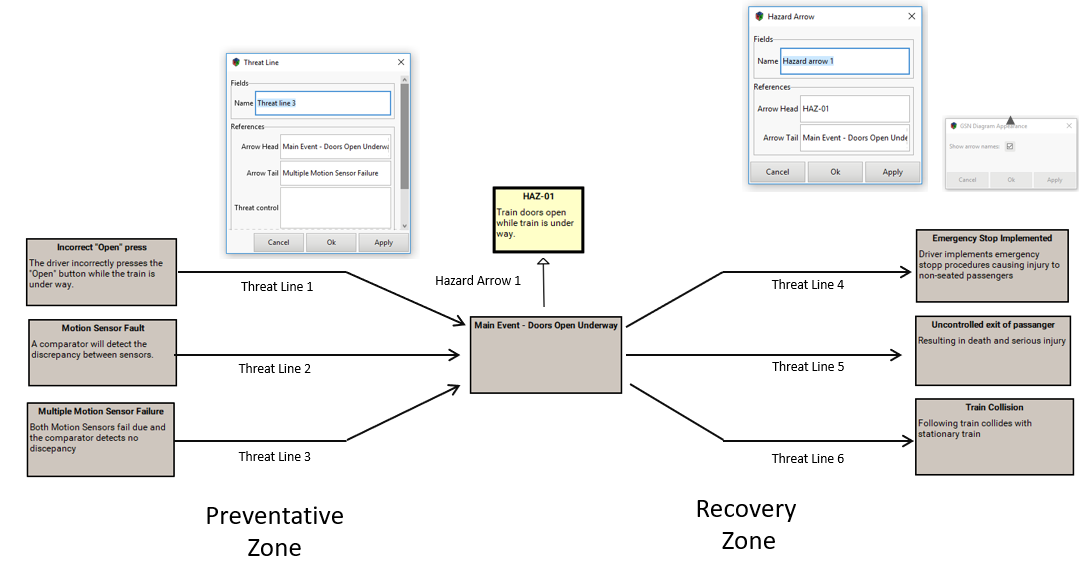 Hazard Arrow
Fields
Name
Hazard arrow 1
References
Arrow Head
HAZ-01
Arrow Tail
Main Event - Doors Open Unde
Cancel
Ok
Apply
Threat Line
Fields
Name
Threat line 3
References
Arrow Head
Main Event - Doors Open Underwa
Arrow Tail
Multiple Motion Sensor Failure
Threat control
Cancel
Ok
Apply
GSN Diagram Appearance
Show arrow names:
Cancel
Ok
Apply
HAZ-01
Train doors open
while train is under
way.
Hazard Arrow 1
Incorrect "Open" press
The driver incorrectly presses the
"Open" button while the train is
under way.
Threat Line 1
Motion Sensor Fault
A comparator will detect the
discrepancy between sensors.
Threat Line 2
Multiple Motion Sensor Failure
Both Motion Sensors fail due and
the comparator detects no
discepancy
Threat Line 3
Main Event - Doors Open Underway
Threat Line 4
Emergency Stop Implemented
Driver implements emergency
stopp procedures causing injury to
non-seated passengers
Threat Line 5
Uncontrolled exit of passanger
Resulting in death and serious injury
Threat Line 6
Train Collision
Following train collides with
stationary train
Preventative
Zone
Recovery
Zone